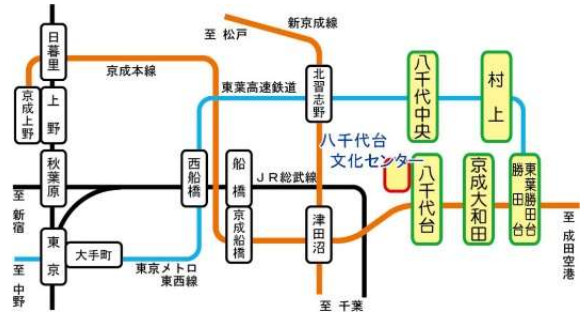 至 松戸
新京成線
日暮里
京成本線
東葉高速鉄道
北習志野
八千代中央
村上
京成上野
上野
八千代台
文化センター
秋葉原
西船橋
船橋
JR総武線
八千代台
京成大和田
東葉勝田台
勝田台
至 新宿
京成船橋
津田沼
東京
大手町
東京メトロ
東西線
至 中野
至 千葉
至 成田空港